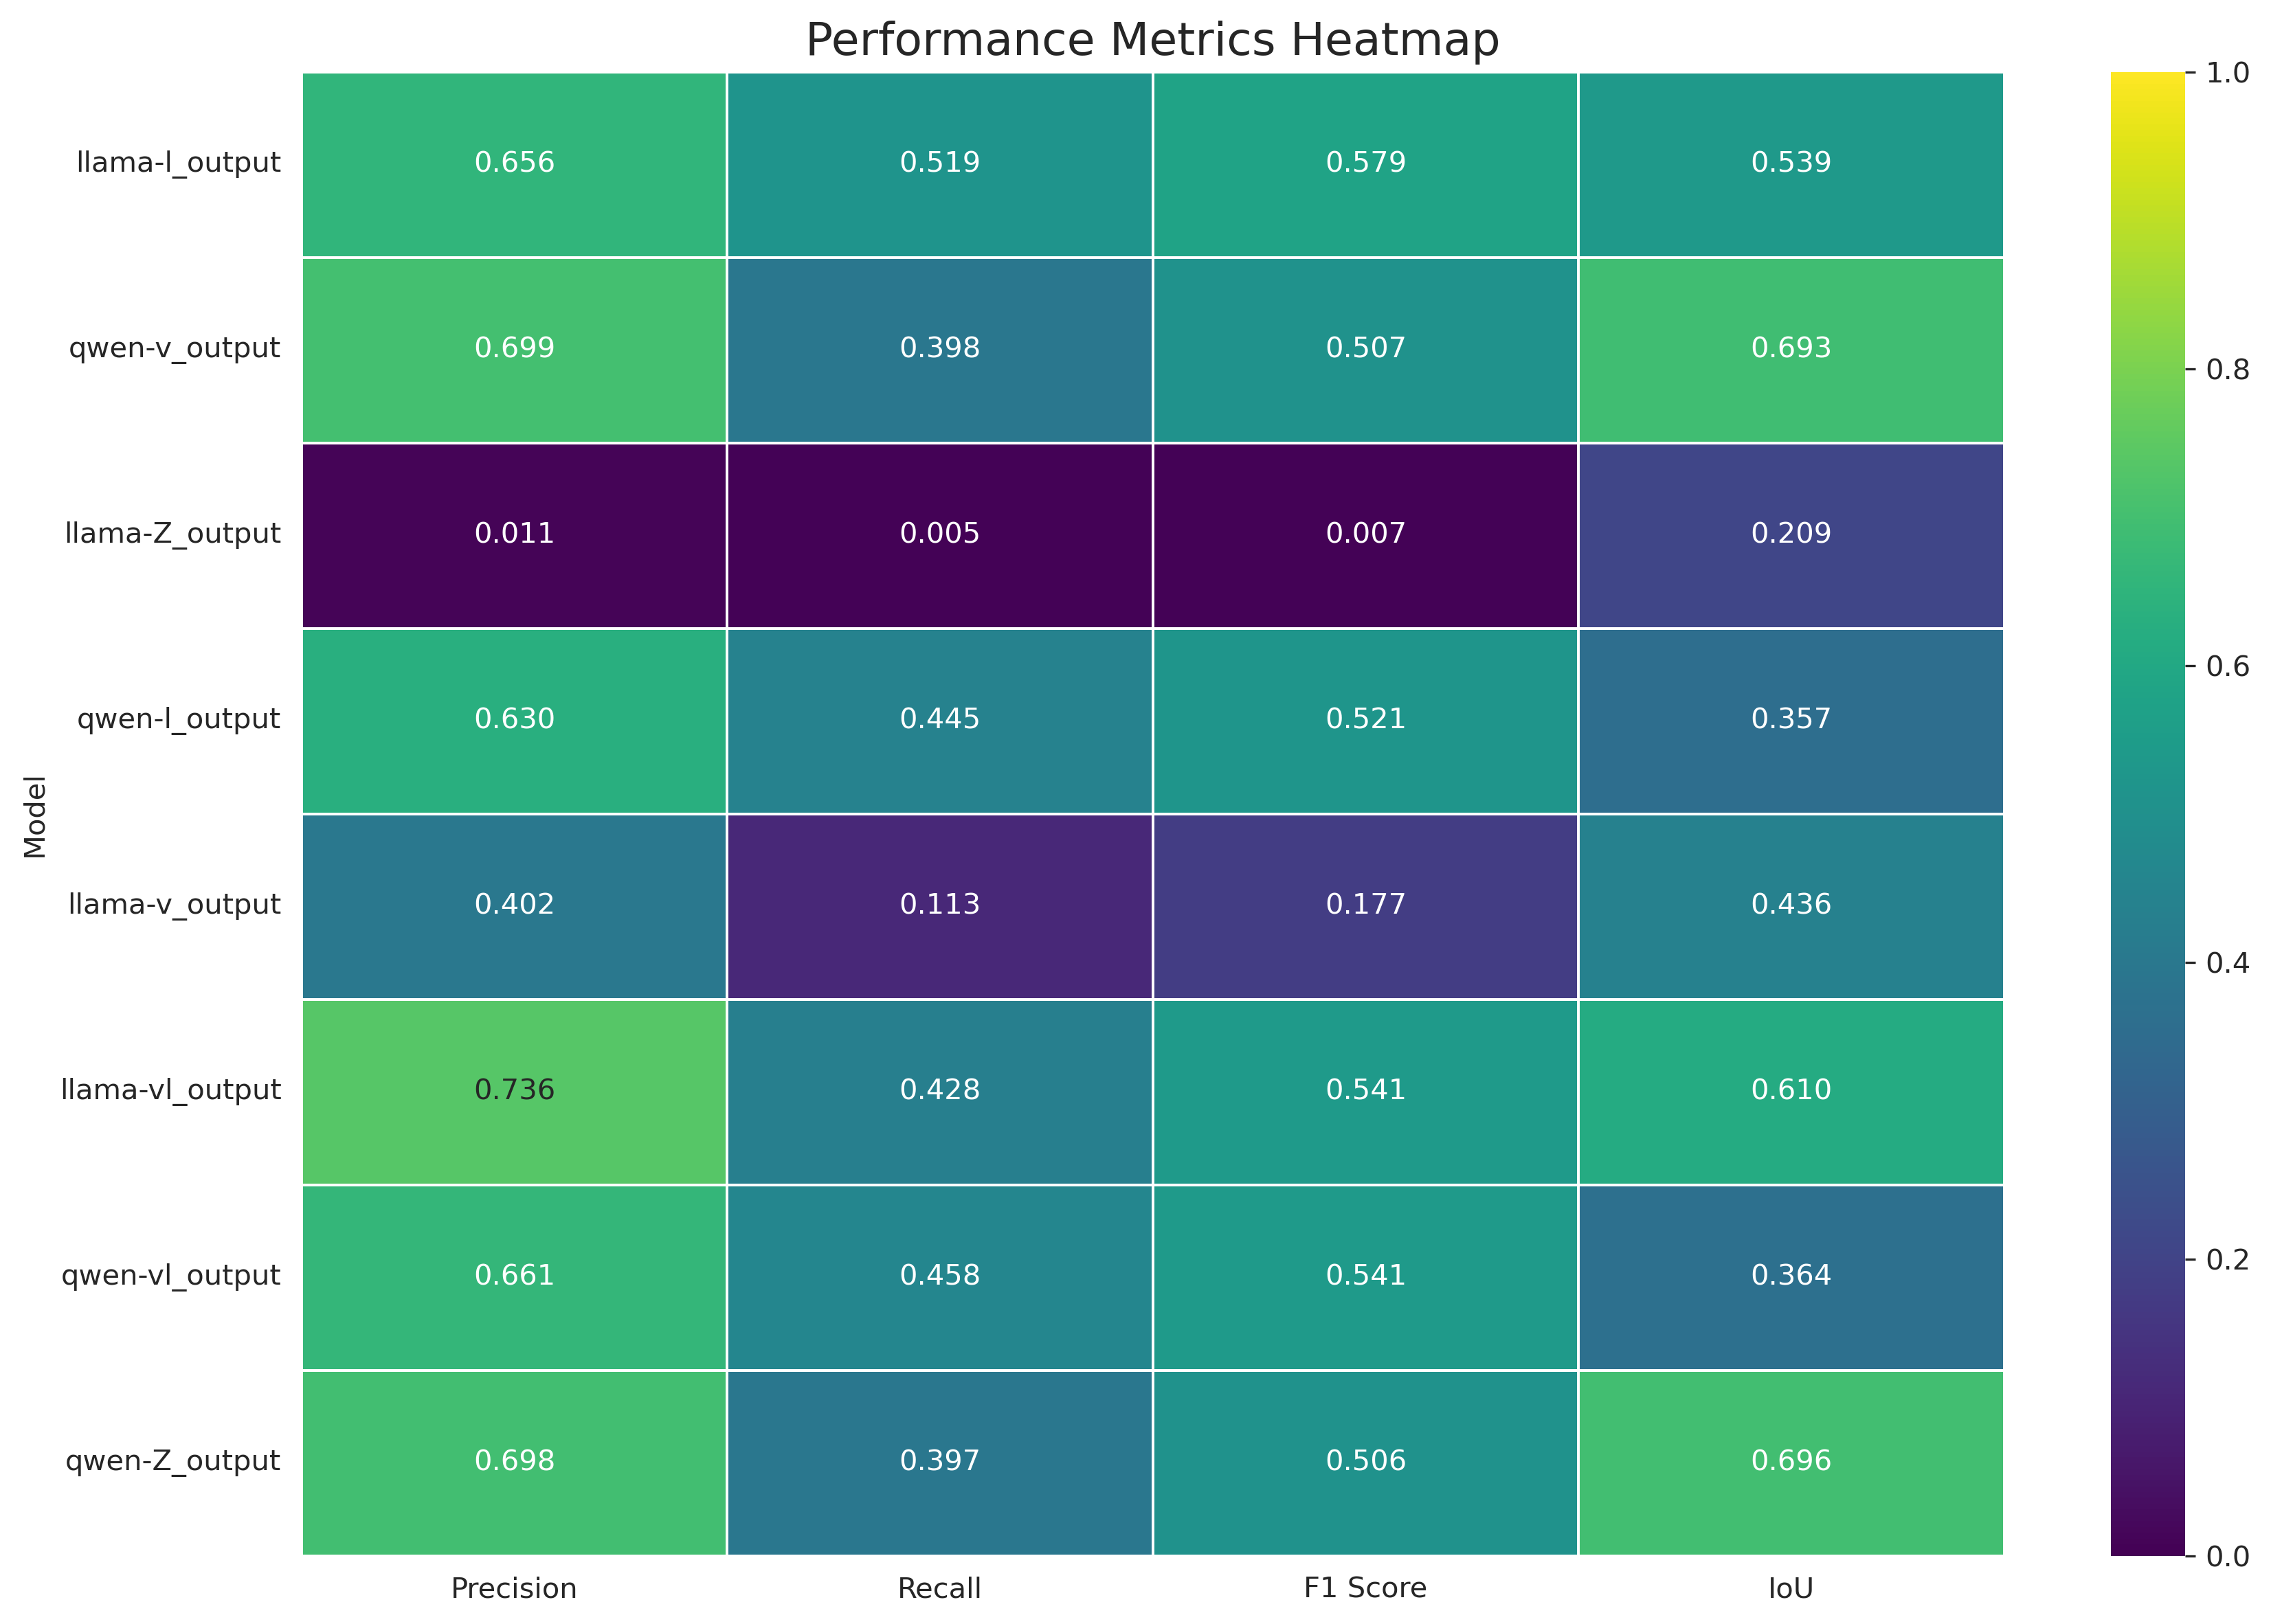 Performance Metrics Heatmap
llama-l_output 0.656 0.519 0.579 0.539
qwen-v_output 0.699 0.398 0.507 0.693
llama-Z_output 0.011 0.005 0.007 0.209
qwen-l_output 0.630 0.445 0.521 0.357
llama-v_output 0.402 0.113 0.177 0.436
llama-vl_output 0.736 0.428 0.541 0.610
qwen-vl_output 0.661 0.458 0.541 0.364
qwen-Z_output 0.698 0.397 0.506 0.696
Precision Recall F1 Score IoU
Model
1.0
0.8
0.6
0.4
0.2
0.0